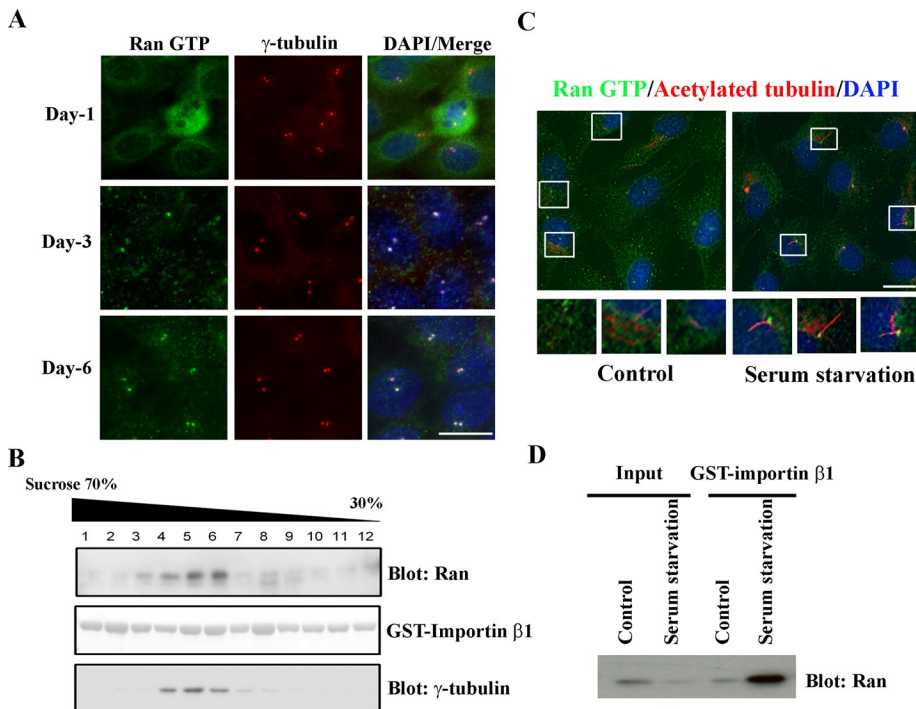 A
Ran GTP γ-tubulin DAPI/Merge
Day-1
Day-3
Day-6
B
Sucrose 70%
30%
1 2 3 4 5 6 7 8 9 10 11 12
Blot: Ran
GST-Importin β1
Blot: γ-tubulin
C
Ran GTP/Acetylated tubulin/DAPI
Control Serum starvation
D
Input GST-importin β1
Control
Serum starvation
Control
Serum starvation
Blot: Ran